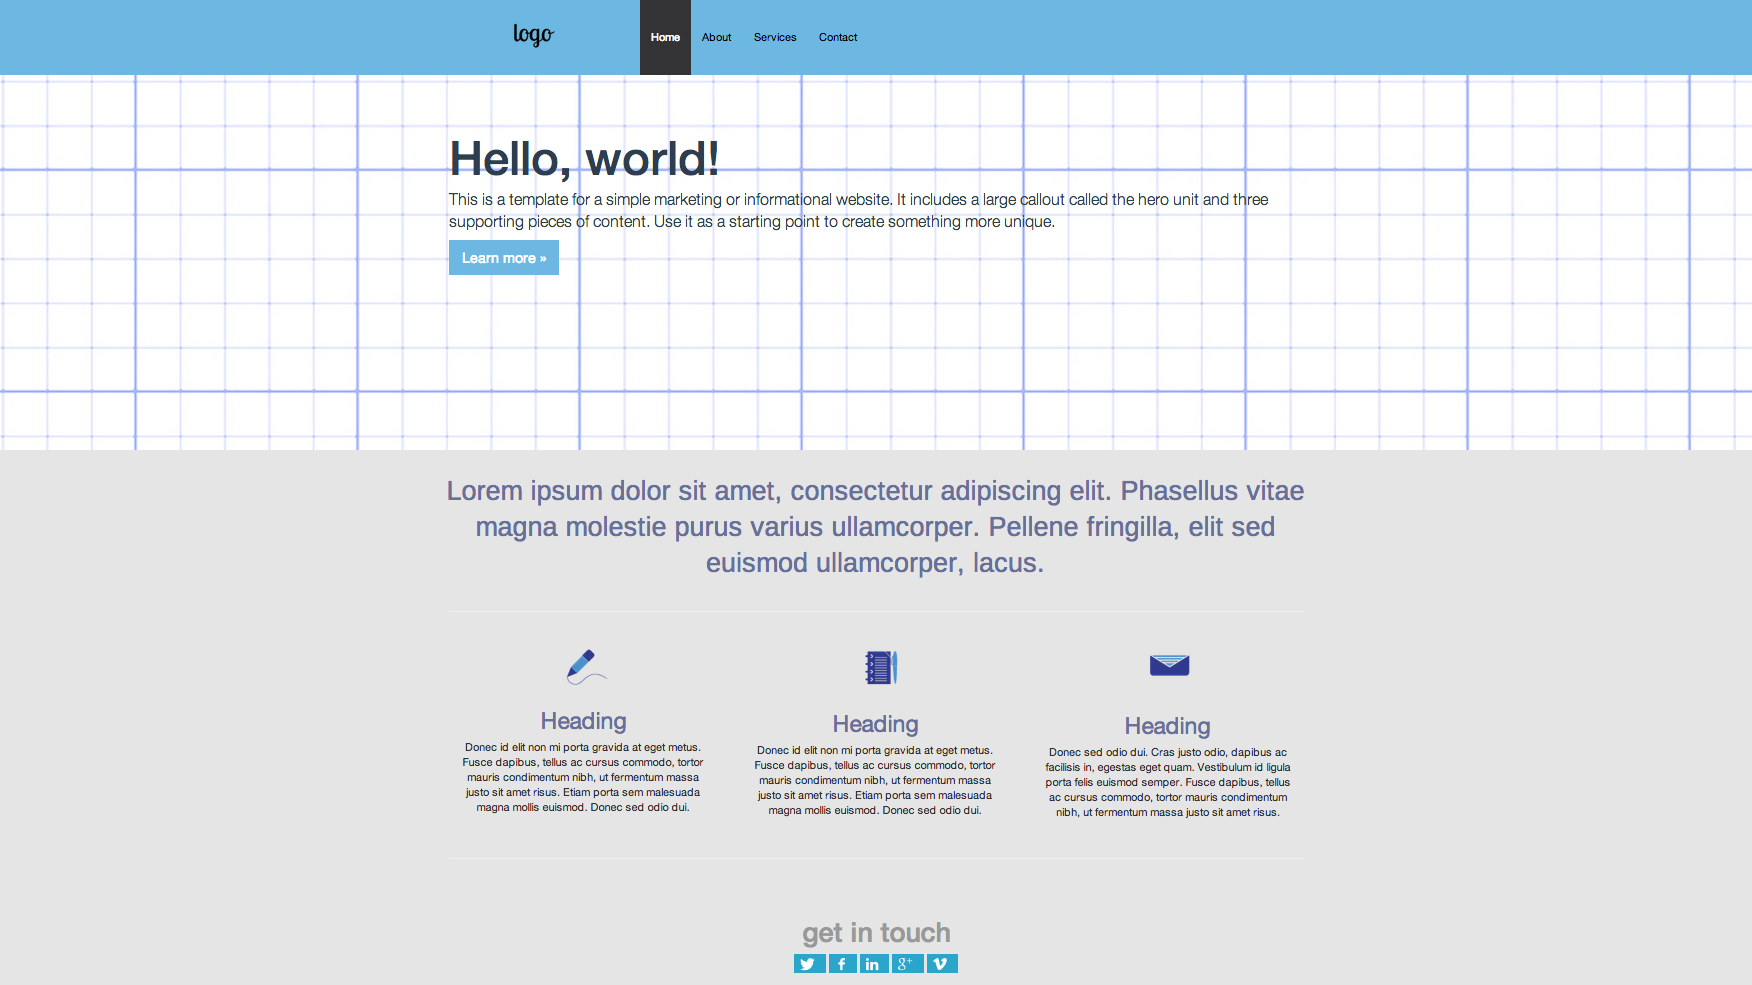 logo
Home About Services Contact
Hello, world!
This is a template for a simple marketing or informational website. It includes a large callout called the hero unit and three
supporting pieces of content. Use it as a starting point to create something more unique.
Learn more »
Lorem ipsum dolor sit amet, consectetur adipiscing elit. Phasellus vitae
magna molestie purus varius ullamcorper. Pellene fringilla, elit sed
euismod ullamcorper, lacus.
Heading
Donec id elit non mi porta gravida at eget metus.
Fusce dapibus, tellus ac cursus commodo, tortor
mauris condimentum nibh, ut fermentum massa
justo sit amet risus. Etiam porta sem malesuada
magna mollis euismod. Donec sed odio dui.
Heading
Donec id elit non mi porta gravida at eget metus.
Fusce dapibus, tellus ac cursus commodo, tortor
mauris condimentum nibh, ut fermentum massa
justo sit amet risus. Etiam porta sem malesuada
magna mollis euismod. Donec sed odio dui.
Heading
Donec sed odio dui. Cras justo odio, dapibus ac
facilisis in, egestas eget quam. Vestibulum id ligula
porta felis euismod semper. Fusce dapibus, tellus
ac cursus commodo, tortor mauris condimentum
nibh, ut fermentum massa justo sit amet risus.
get in touch